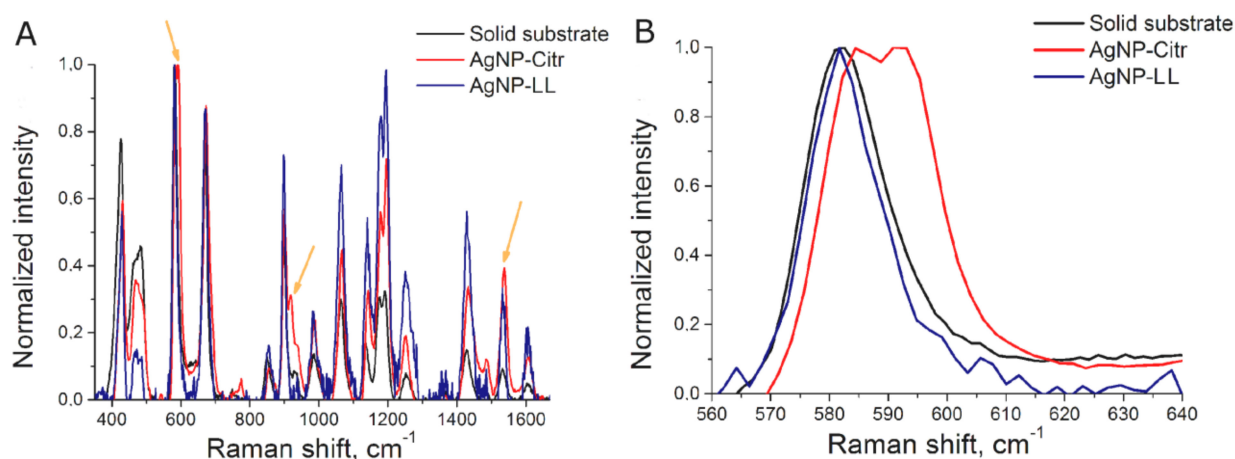 A
Solid substrate
AgNP-Citr
AgNP-LL
1.0
0.8
0.6
0.4
0.2
0.0
Normalized intensity
400 600 800 1000 1200 1400 1600
Raman shift, cm-1
B
Solid substrate
AgNP-Citr
AgNP-LL
1.0
0.8
0.6
0.4
0.2
0.0
Normalized intensity
560 570 580 590 600 610 620 630 640
Raman shift, cm-1